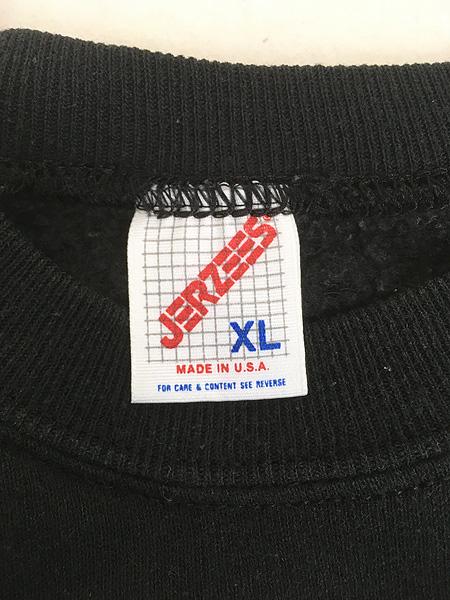 JERZEES
XL
MADE IN U.S.A.
FOR CARE & CONTENT SEE REVERSE